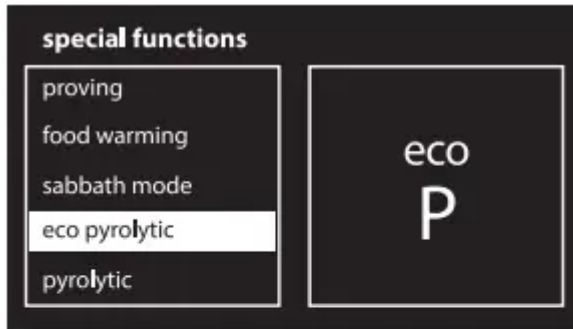 special functions
proving
food warming
sabbath mode
eco pyrolytic
pyrolytic
eco
P